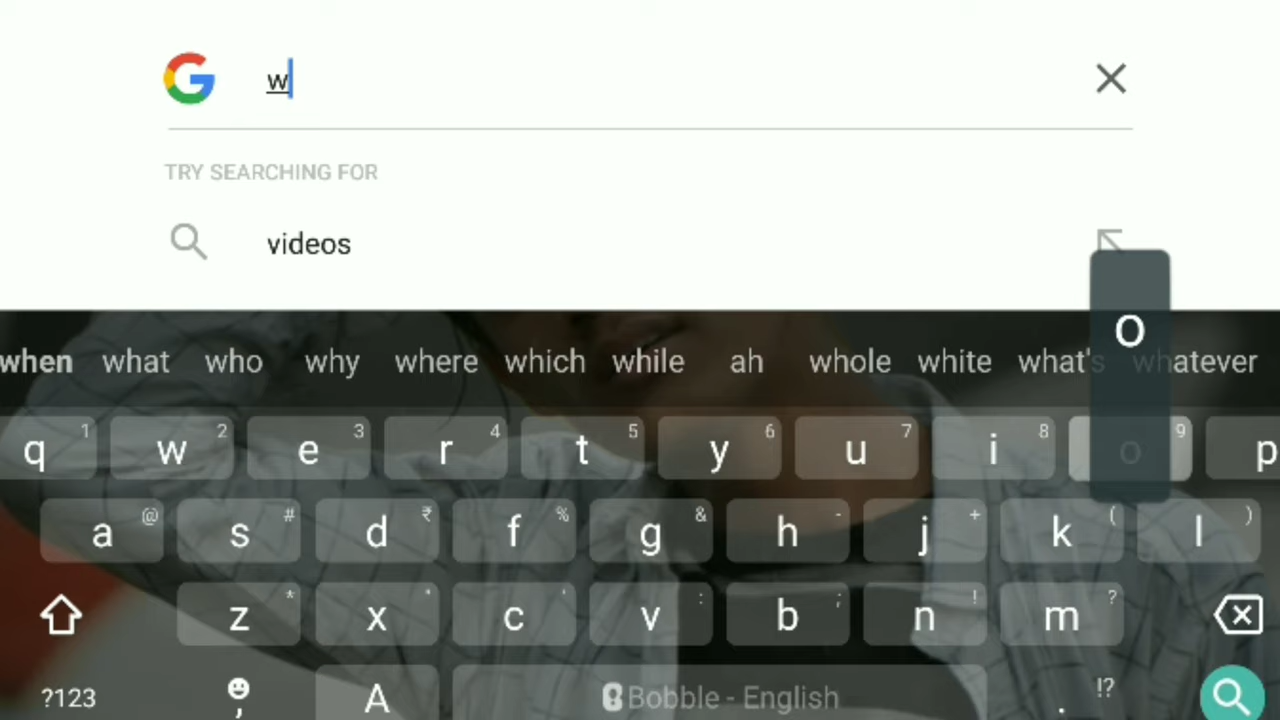 w
TRY SEARCHING FOR
videos
O
when what who why where which while ah whole white what's whatever
q 1 w 2 e 3 r 4 t 5 y 6 u 7 i 8 o 9 p
a @ s # d ₹ f % g & h - j + k ( l )
z * x " c ' v : b ; n ! m ?
?123 , A Bobble - English . !?